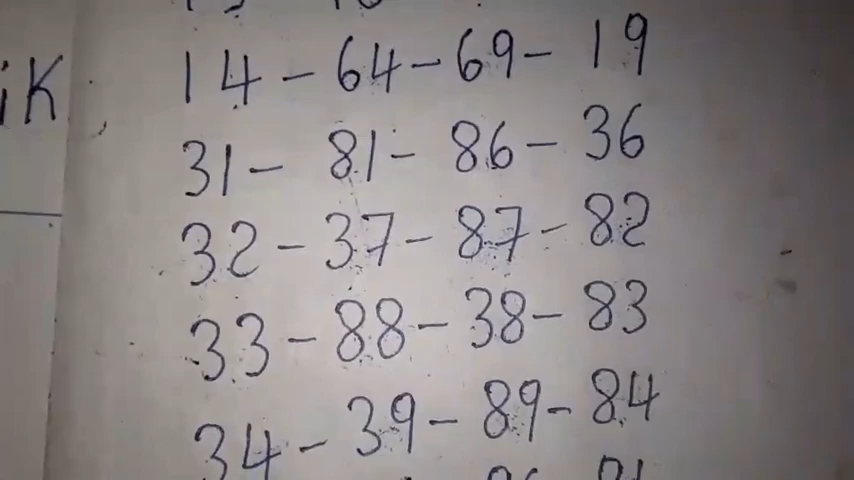 iK
14 - 64 - 69 - 19
31 - 81 - 86 - 36
32 - 37 - 87 - 82
33 - 88 - 38 - 83
34 - 39 - 89 - 84